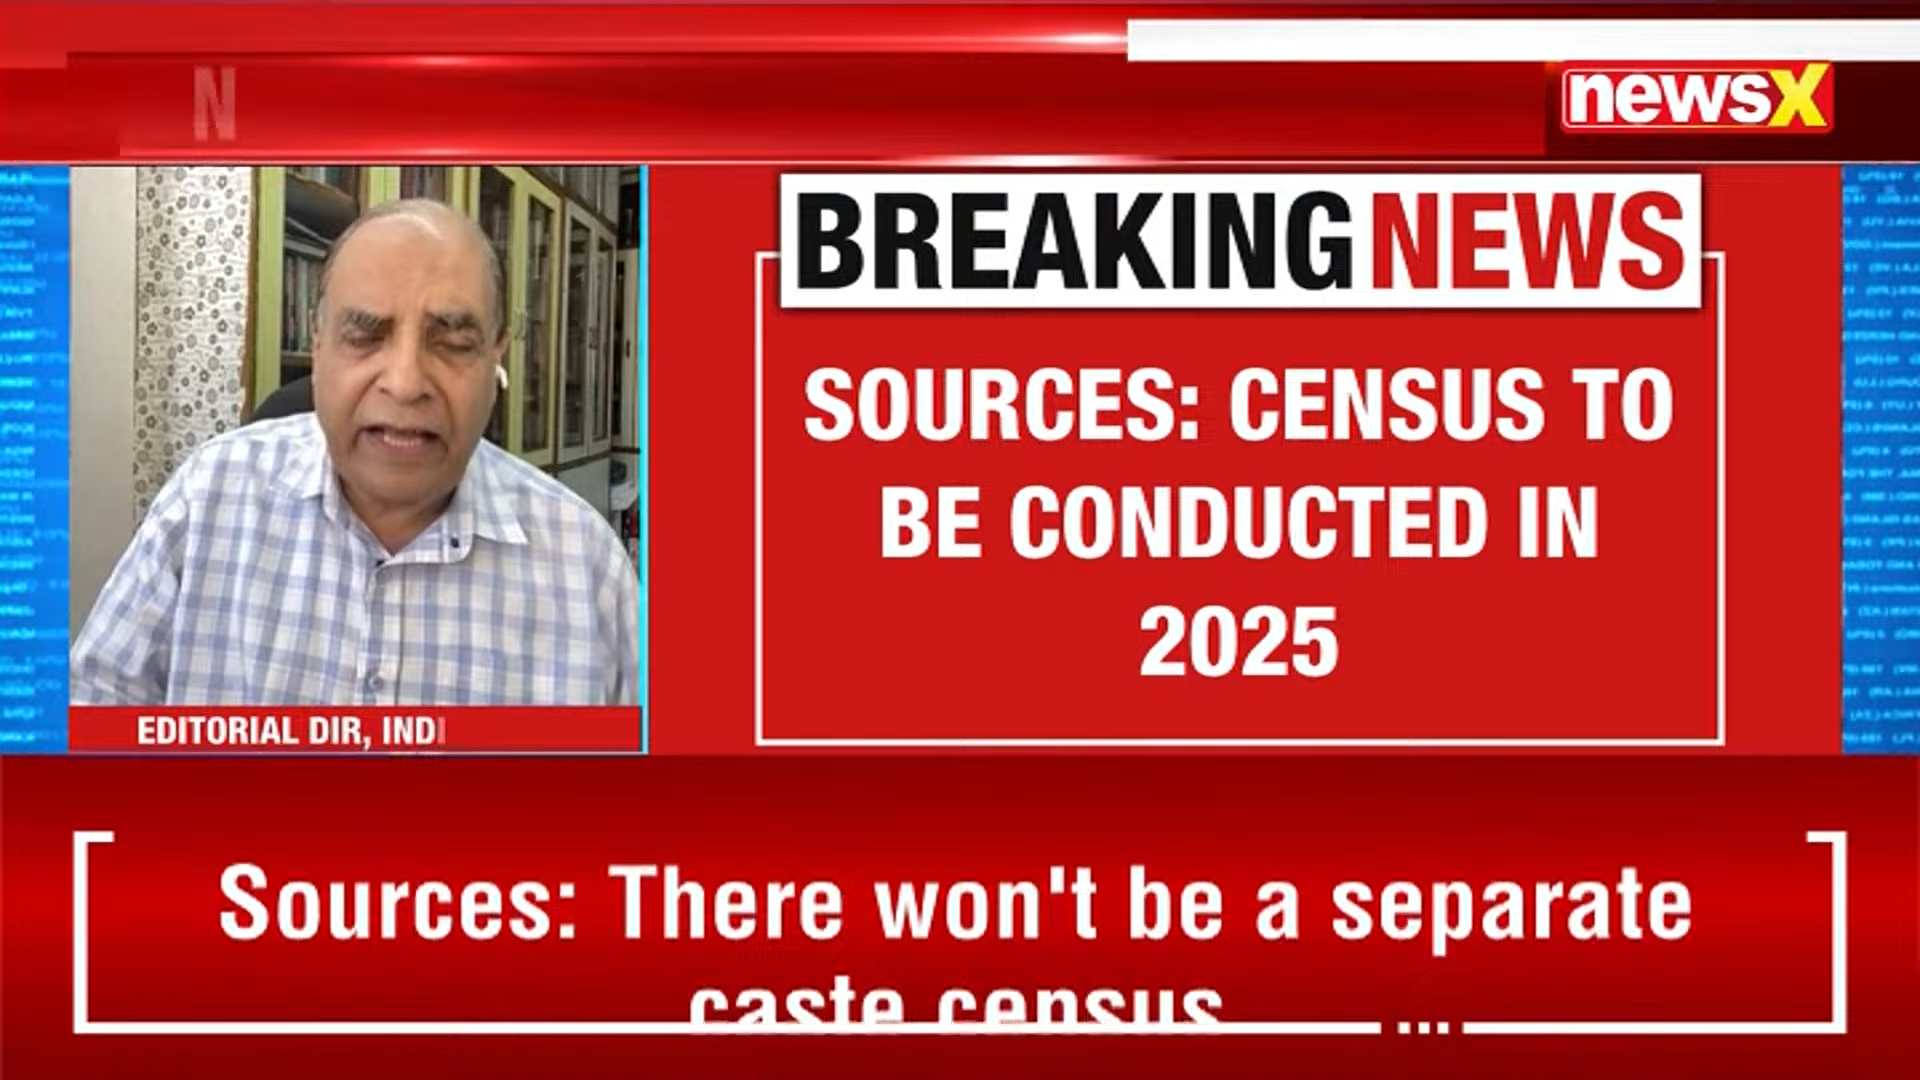 N
newsX
BREAKING NEWS
SOURCES: CENSUS TO
BE CONDUCTED IN
2025
EDITORIAL DIR, INDI
Sources: There won't be a separate
caste census
...